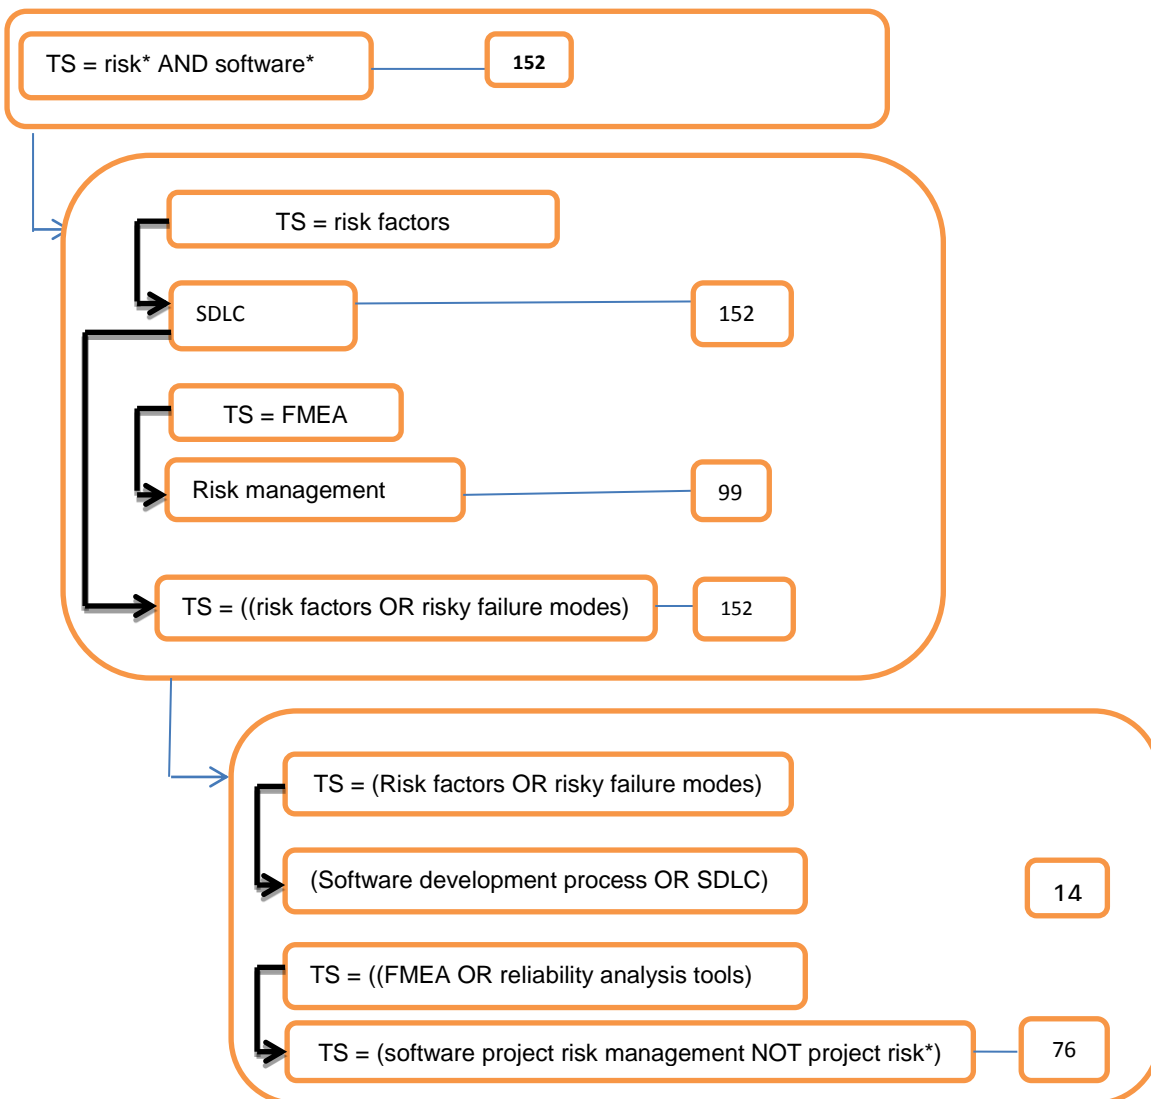 TS = risk* AND software*
152
TS = risk factors
SDLC
152
TS = FMEA
Risk management
99
TS = ((risk factors OR risky failure modes)
152
TS = (Risk factors OR risky failure modes)
(Software development process OR SDLC)
14
TS = ((FMEA OR reliability analysis tools)
TS = (software project risk management NOT project risk*)
76